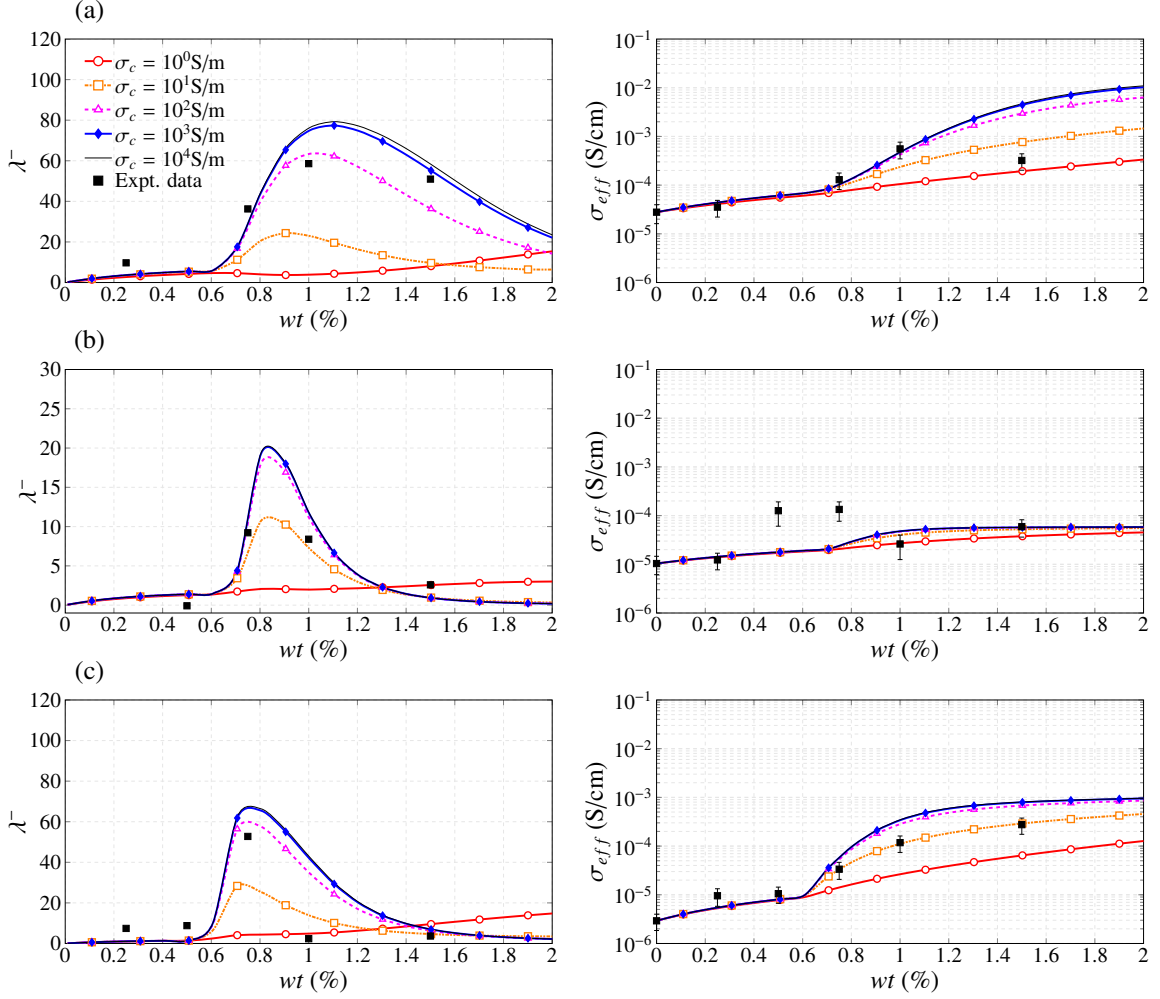 (a)
120
100
80
60
40
20
0
λ⁻
σ_c = 10⁰S/m
σ_c = 10¹S/m
σ_c = 10²S/m
σ_c = 10³S/m
σ_c = 10⁴S/m
Expt. data
0 0.2 0.4 0.6 0.8 1 1.2 1.4 1.6 1.8 2
wt (%)
10⁻¹
10⁻²
10⁻³
10⁻⁴
10⁻⁵
10⁻⁶
σ_eff (S/cm)
0 0.2 0.4 0.6 0.8 1 1.2 1.4 1.6 1.8 2
wt (%)
(b)
30
25
20
15
10
5
0
λ⁻
0 0.2 0.4 0.6 0.8 1 1.2 1.4 1.6 1.8 2
wt (%)
10⁻¹
10⁻²
10⁻³
10⁻⁴
10⁻⁵
10⁻⁶
σ_eff (S/cm)
0 0.2 0.4 0.6 0.8 1 1.2 1.4 1.6 1.8 2
wt (%)
(c)
120
100
80
60
40
20
0
λ⁻
0 0.2 0.4 0.6 0.8 1 1.2 1.4 1.6 1.8 2
wt (%)
10⁻¹
10⁻²
10⁻³
10⁻⁴
10⁻⁵
10⁻⁶
σ_eff (S/cm)
0 0.2 0.4 0.6 0.8 1 1.2 1.4 1.6 1.8 2
wt (%)